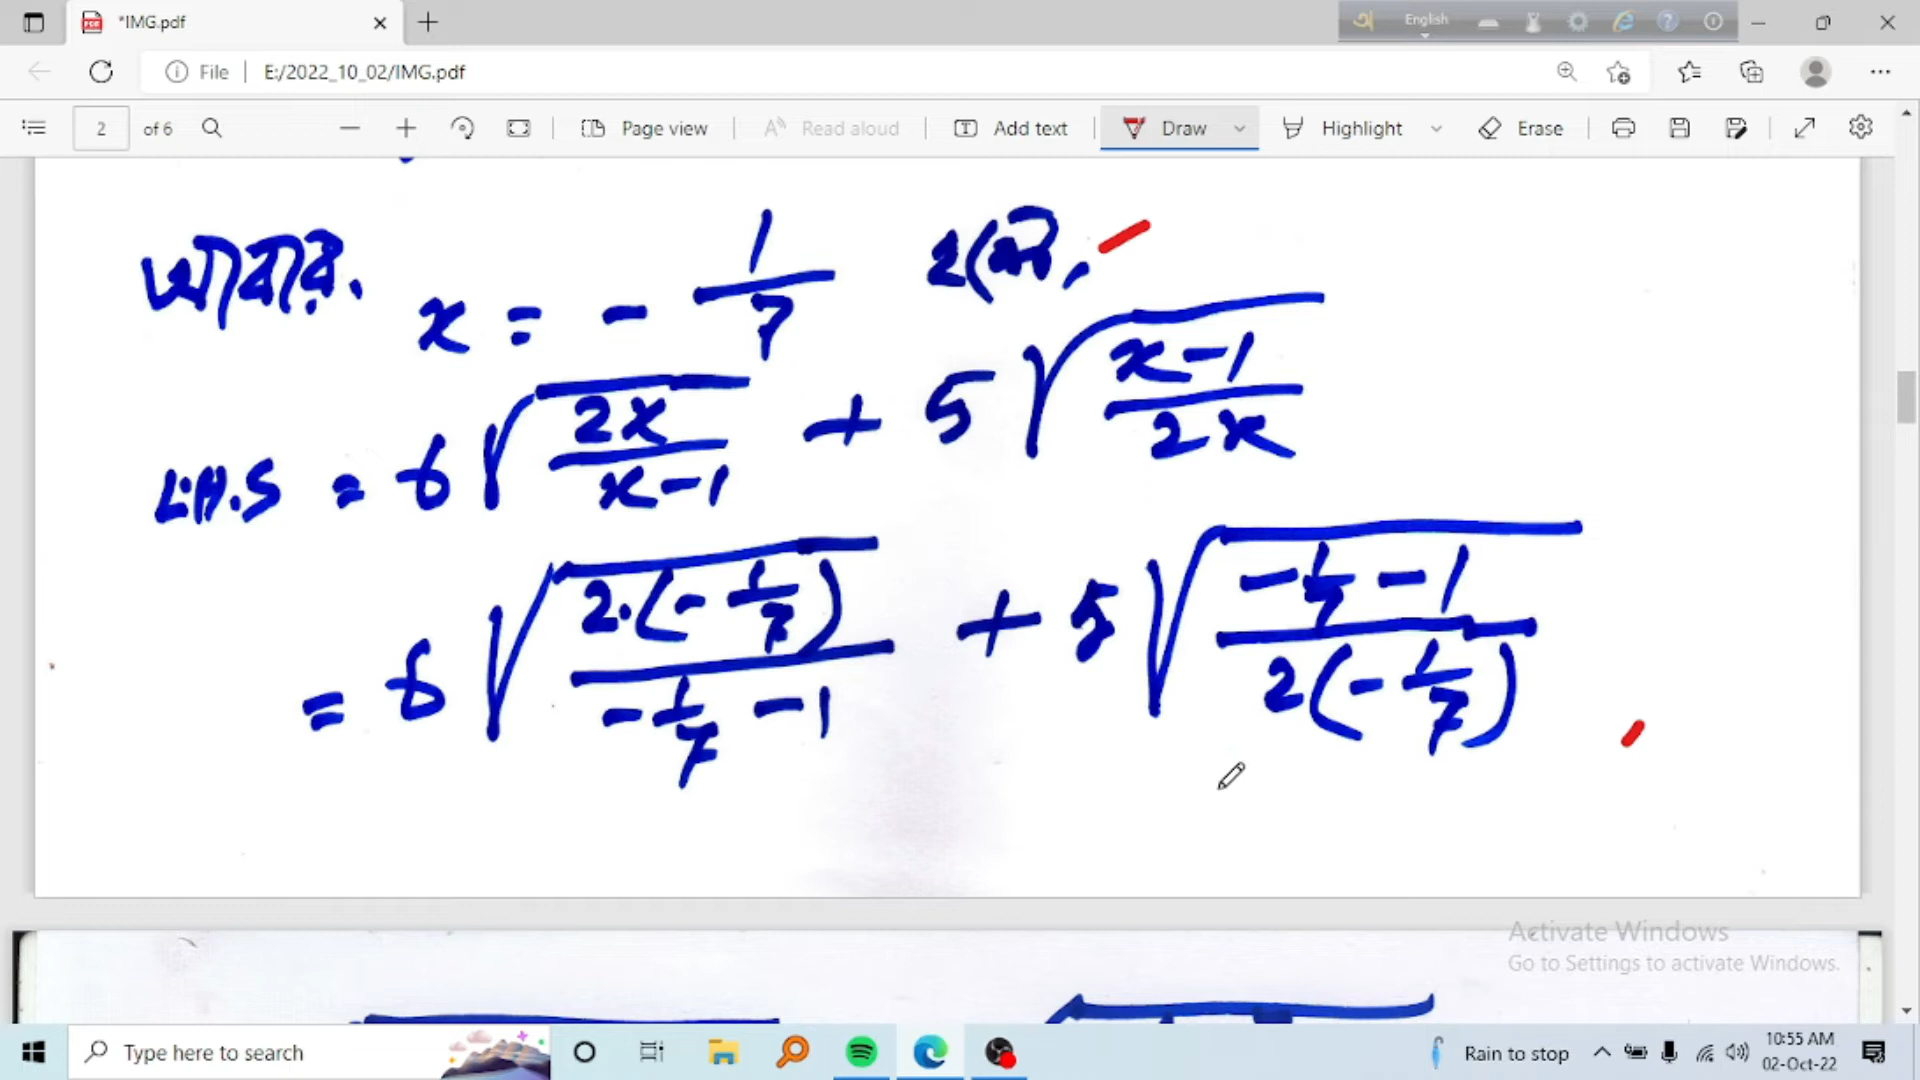 *IMG.pdf
English
File E:/2022_10_02/IMG.pdf
2 of 6 Page view Read aloud Add text Draw Highlight Erase
আবার, x = - 1/7 হলে,
L.H.S = 6√(2x/(x-1)) + 5√((x-1)/2x)
= 6√(2·(-1/7)/(-1/7 -1)) + 5√((-1/7 -1)/2(-1/7))
Activate Windows
Go to Settings to activate Windows.
Type here to search
Rain to stop
10:55 AM
02-Oct-22